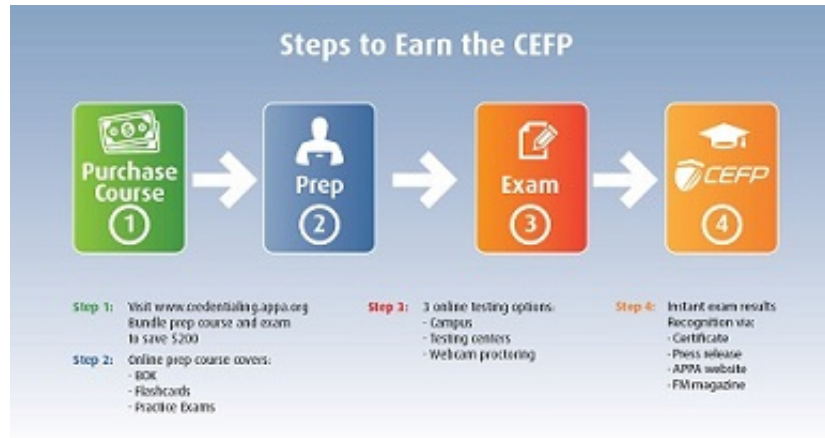 Steps to Earn the CEFP
Purchase
Course
1
Prep
2
Exam
3
CEFP
4
Step 1: Visit www.credentialing.appa.org
Bundle prep course and exam
to save $200
Step 2: Online prep course covers:
- BOK
- Flashcards
- Practice Exams
Step 3: 3 online testing options:
- Campus
- Testing centers
- Webcam proctoring
Step 4: Instant exam results
Recognition via:
- Certificate
- Press release
- APPA website
- FM magazine